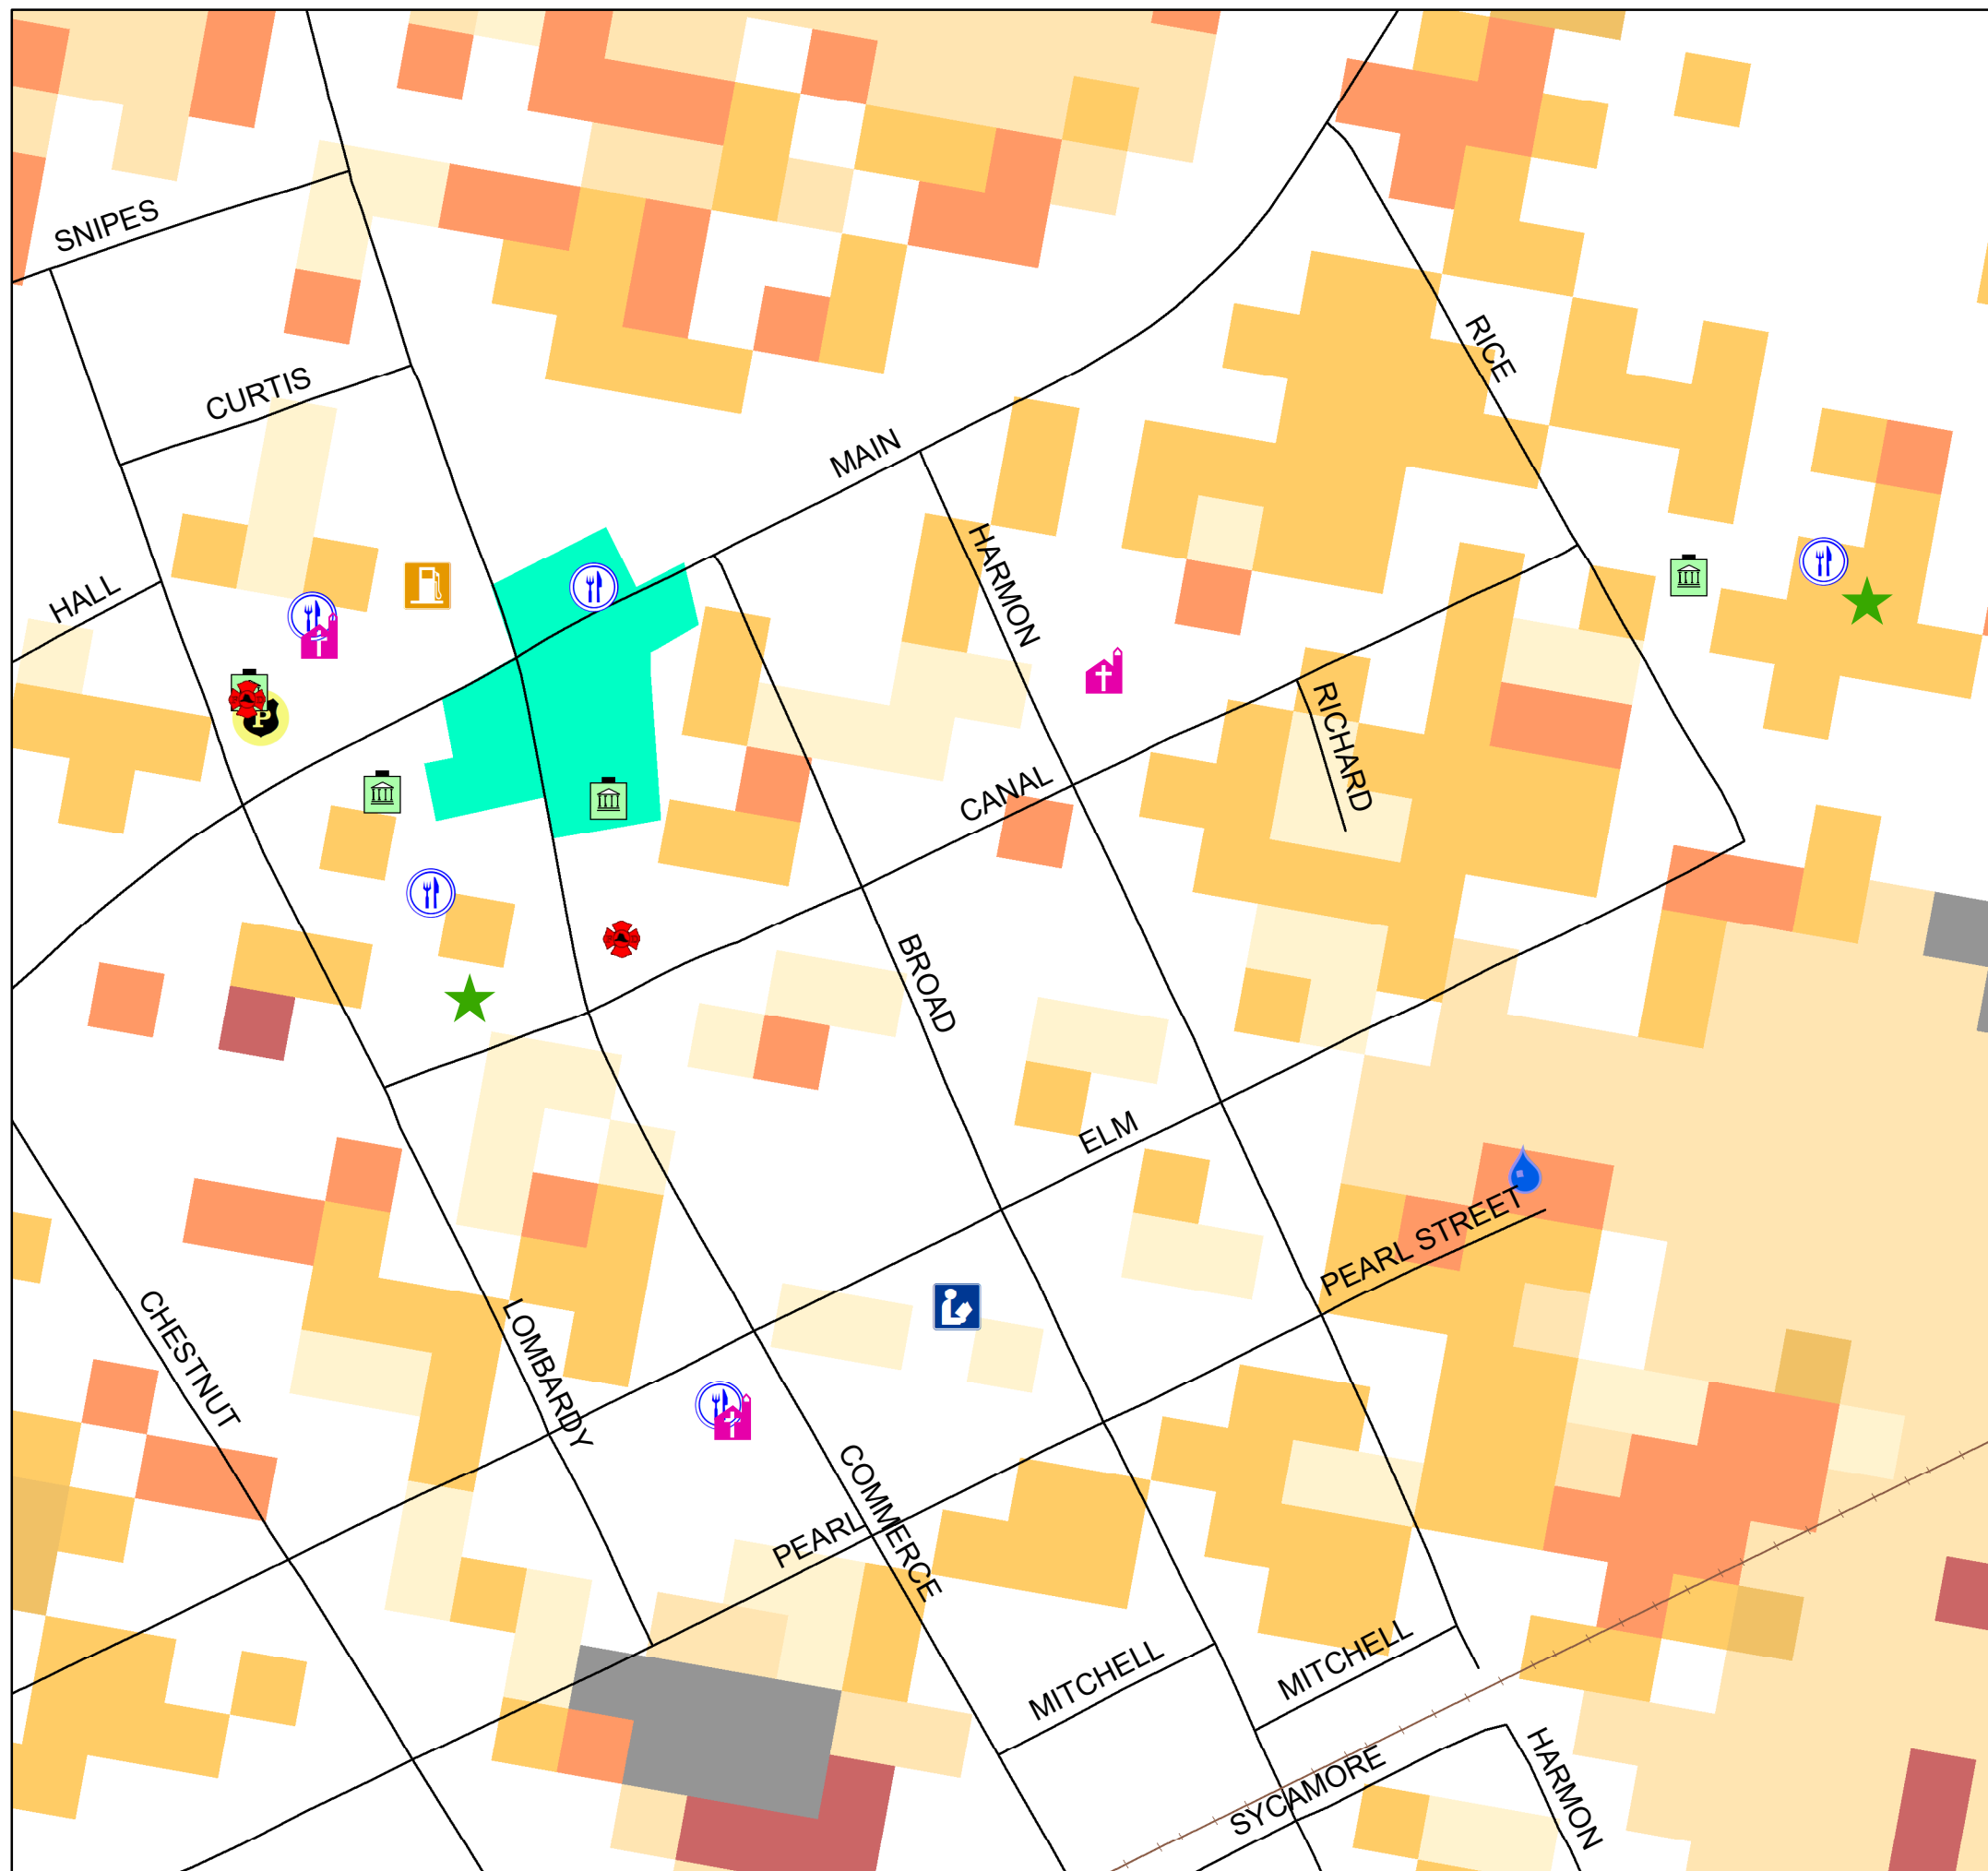 SNIPES
RICE
CURTIS
MAIN
HARMON
HALL
P
RICHARD
CANAL
BROAD
ELM
PEARL STREET
CHESTNUT
LOMBARDY
COMMERCE
PEARL
MITCHELL
MITCHELL
SYCAMORE
HARMON